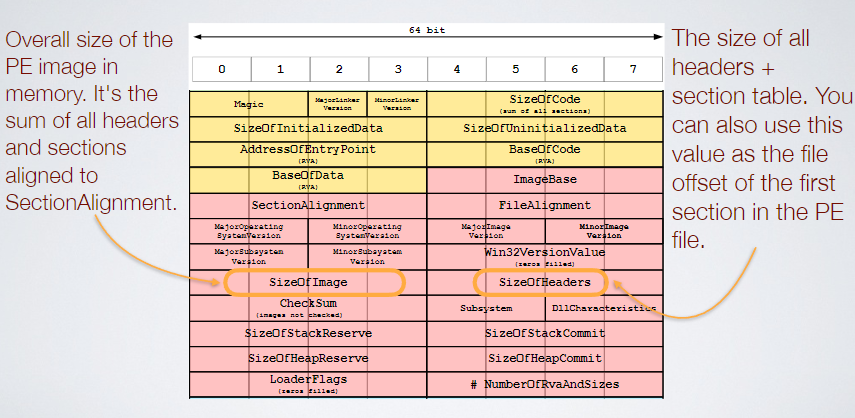 Overall size of the
PE image in
memory. It's the
sum of all headers
and sections
aligned to
SectionAlignment.
64 bit
0 1 2 3 4 5 6 7
Magic
MajorLinker
Version
MinorLinker
Version
SizeOfCode
(sum of all sections)
SizeOfInitializedData
SizeOfUninitializedData
AddressOfEntryPoint
(RVA)
BaseOfCode
(RVA)
BaseOfData
(RVA)
ImageBase
SectionAlignment
FileAlignment
MajorOperating
SystemVersion
MinorOperating
SystemVersion
MajorImage
Version
MinorImage
Version
MajorSubsystem
Version
MinorSubsystem
Version
Win32VersionValue
(zeros filled)
SizeOfImage
SizeOfHeaders
CheckSum
(images not checked)
Subsystem
DllCharacteristics
SizeOfStackReserve
SizeOfStackCommit
SizeOfHeapReserve
SizeOfHeapCommit
LoaderFlags
(zeros filled)
# NumberOfRvaAndSizes
The size of all
headers +
section table. You
can also use this
value as the file
offset of the first
section in the PE
file.